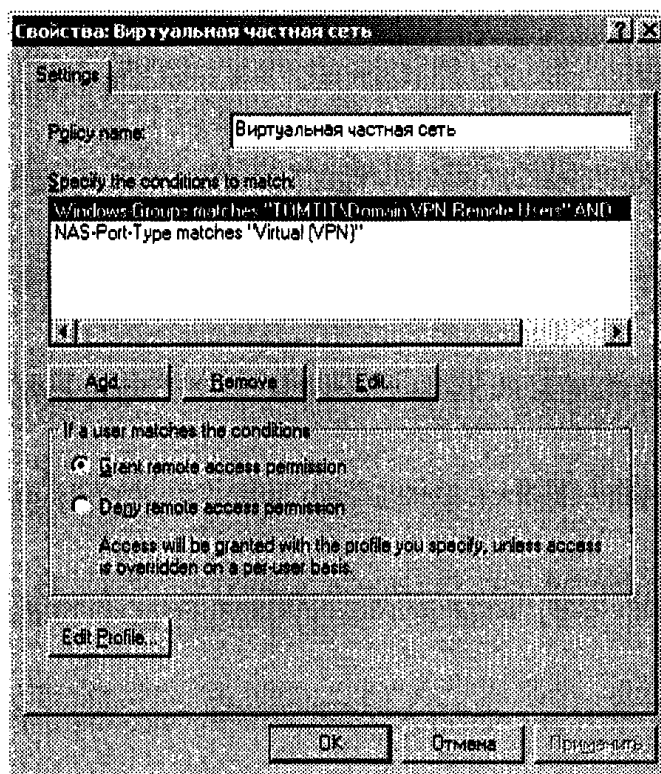 Свойства: Виртуальная частная сеть
Settings
Policy name:
Виртуальная частная сеть
Specify the conditions to match:
Windows-Groups matches "TOMTIT\Domain VPN Remote Users" AND
NAS-Port-Type matches "Virtual (VPN)"
Add... Remove Edit...
If a user matches the conditions
Grant remote access permission
Deny remote access permission
Access will be granted with the profile you specify, unless access
is overridden on a per-user basis.
Edit Profile...
OK Отмена Применить